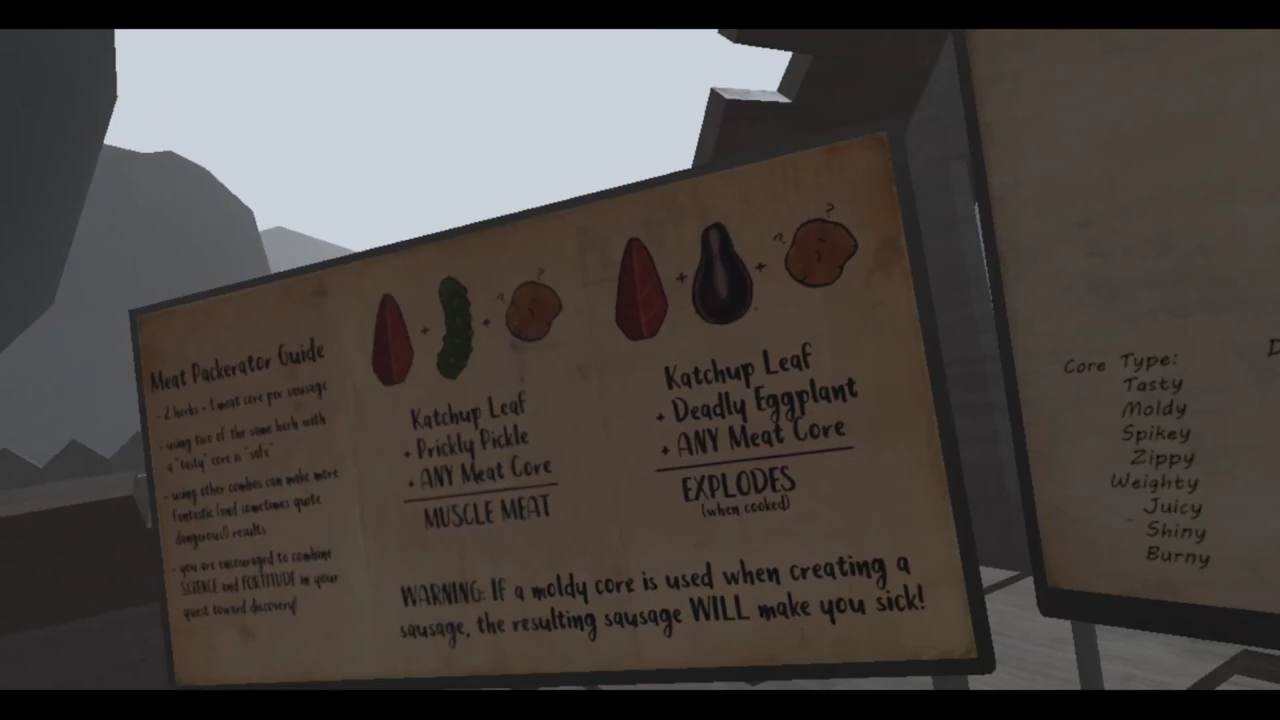 Meat Packerator Guide
- 2 herbs + 1 meat core per sausage
- using two of the same herb with
a "tasty" core is "safe"
- using other combos can make more
fantastic (and sometimes quote
dangerous!) results
- you are encouraged to combine
SCIENCE and FORTITUDE in your
quest toward discovery!
+ + ? ?
Katchup Leaf
+ Prickly Pickle
+ ANY Meat Core
MUSCLE MEAT
+ + ? ?
Katchup Leaf
+ Deadly Eggplant
+ ANY Meat Core
EXPLODES
(when cooked)
WARNING: If a moldy core is used when creating a
sausage, the resulting sausage WILL make you sick!
Core Type:
Tasty
Moldy
Spikey
Zippy
Weighty
Juicy
Shiny
Burny